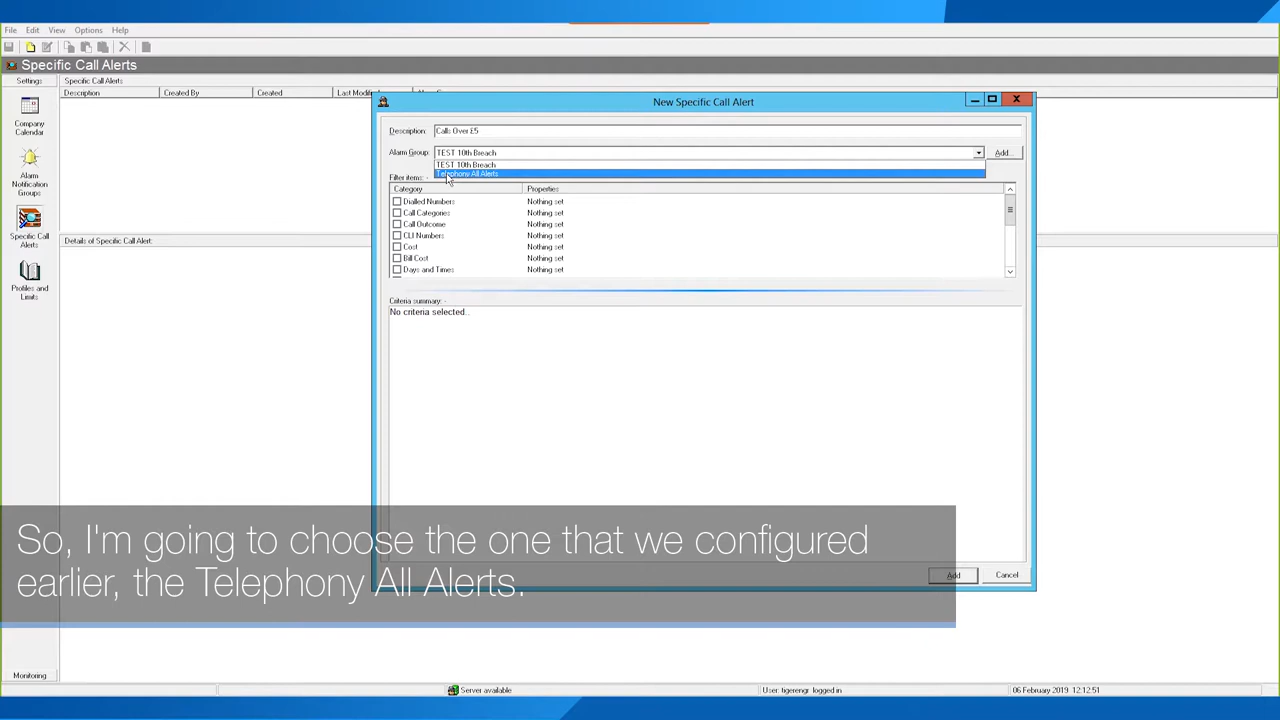 File Edit View Options Help
Specific Call Alerts
Settings
Specific Call Alerts
Description Created By Created Last Modified
Company
Calendar
Alarm
Notification
Groups
Specific Call
Alerts
Profiles and
Limits
Details of Specific Call Alert
New Specific Call Alert
Description: Calls Over £5
Alarm Group: TEST 10th Breach Add...
TEST 10th Breach
Telephony All Alerts
Filter items: -
Category Properties
Dialled Numbers Nothing set
Call Categories Nothing set
Call Outcome Nothing set
CLI Numbers Nothing set
Cost Nothing set
Bill Cost Nothing set
Days and Times Nothing set
Criteria summary: -
No criteria selected..
Add Cancel
So, I'm going to choose the one that we configured
earlier, the Telephony All Alerts.
Monitoring
Server available User: tigerengr logged in 06 February 2019 12:12:51